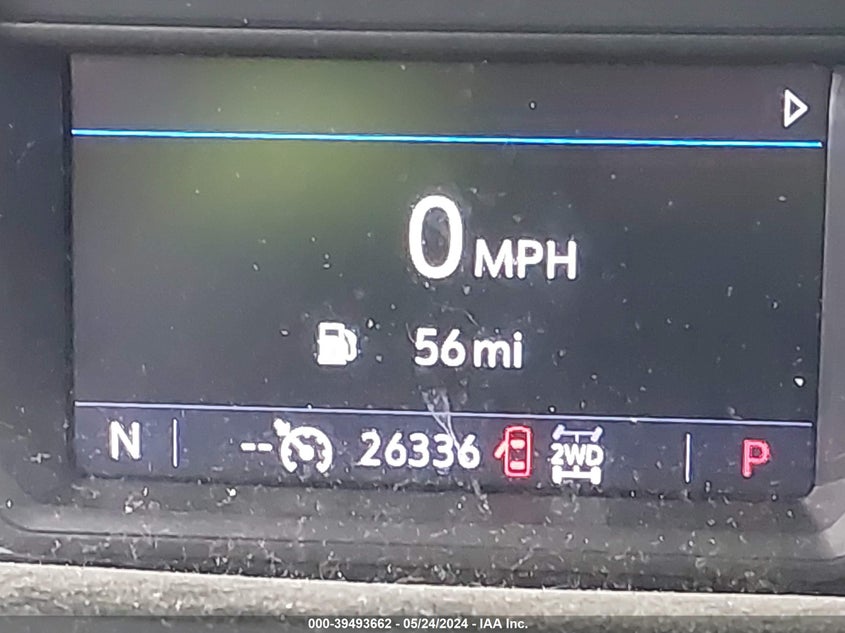 0 MPH
56 mi
N -- 26336 2WD P
000-39493662 - 05/24/2024 - IAA Inc.